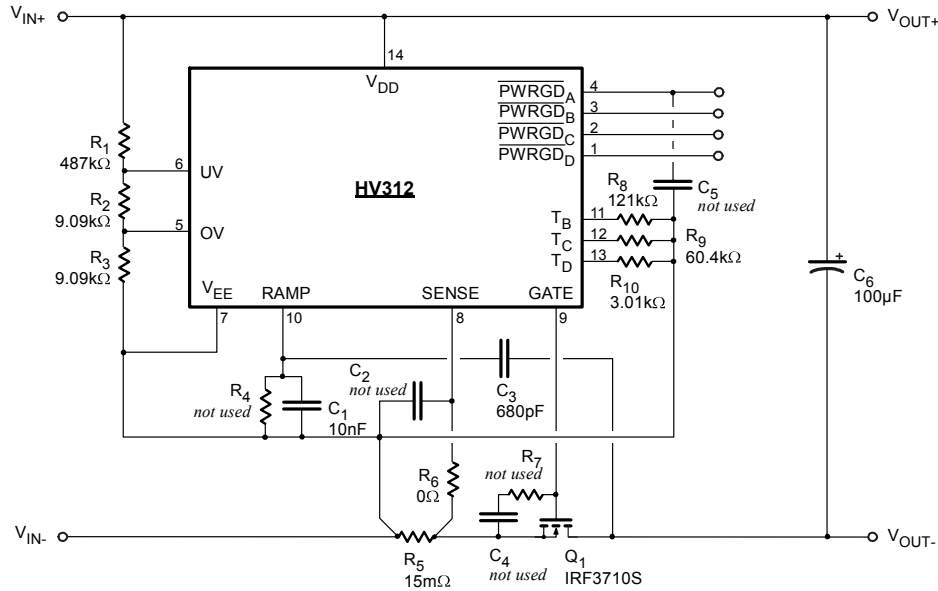 VIN+
VOUT+
14
VDD
PWRGDA
4
PWRGDB
3
PWRGDC
2
PWRGDD
1
R1
487kΩ
6
UV
HV312
R8
121kΩ
C5
not used
R2
9.09kΩ
5
OV
TB
11
TC
12
TD
13
R9
60.4kΩ
R3
9.09kΩ
R10
3.01kΩ
+
C6
100µF
VEE
RAMP
SENSE
GATE
7
10
8
9
R4
not used
C1
10nF
C2
not used
C3
680pF
R6
0Ω
R7
not used
VIN-
VOUT-
R5
15mΩ
C4
not used
Q1
IRF3710S